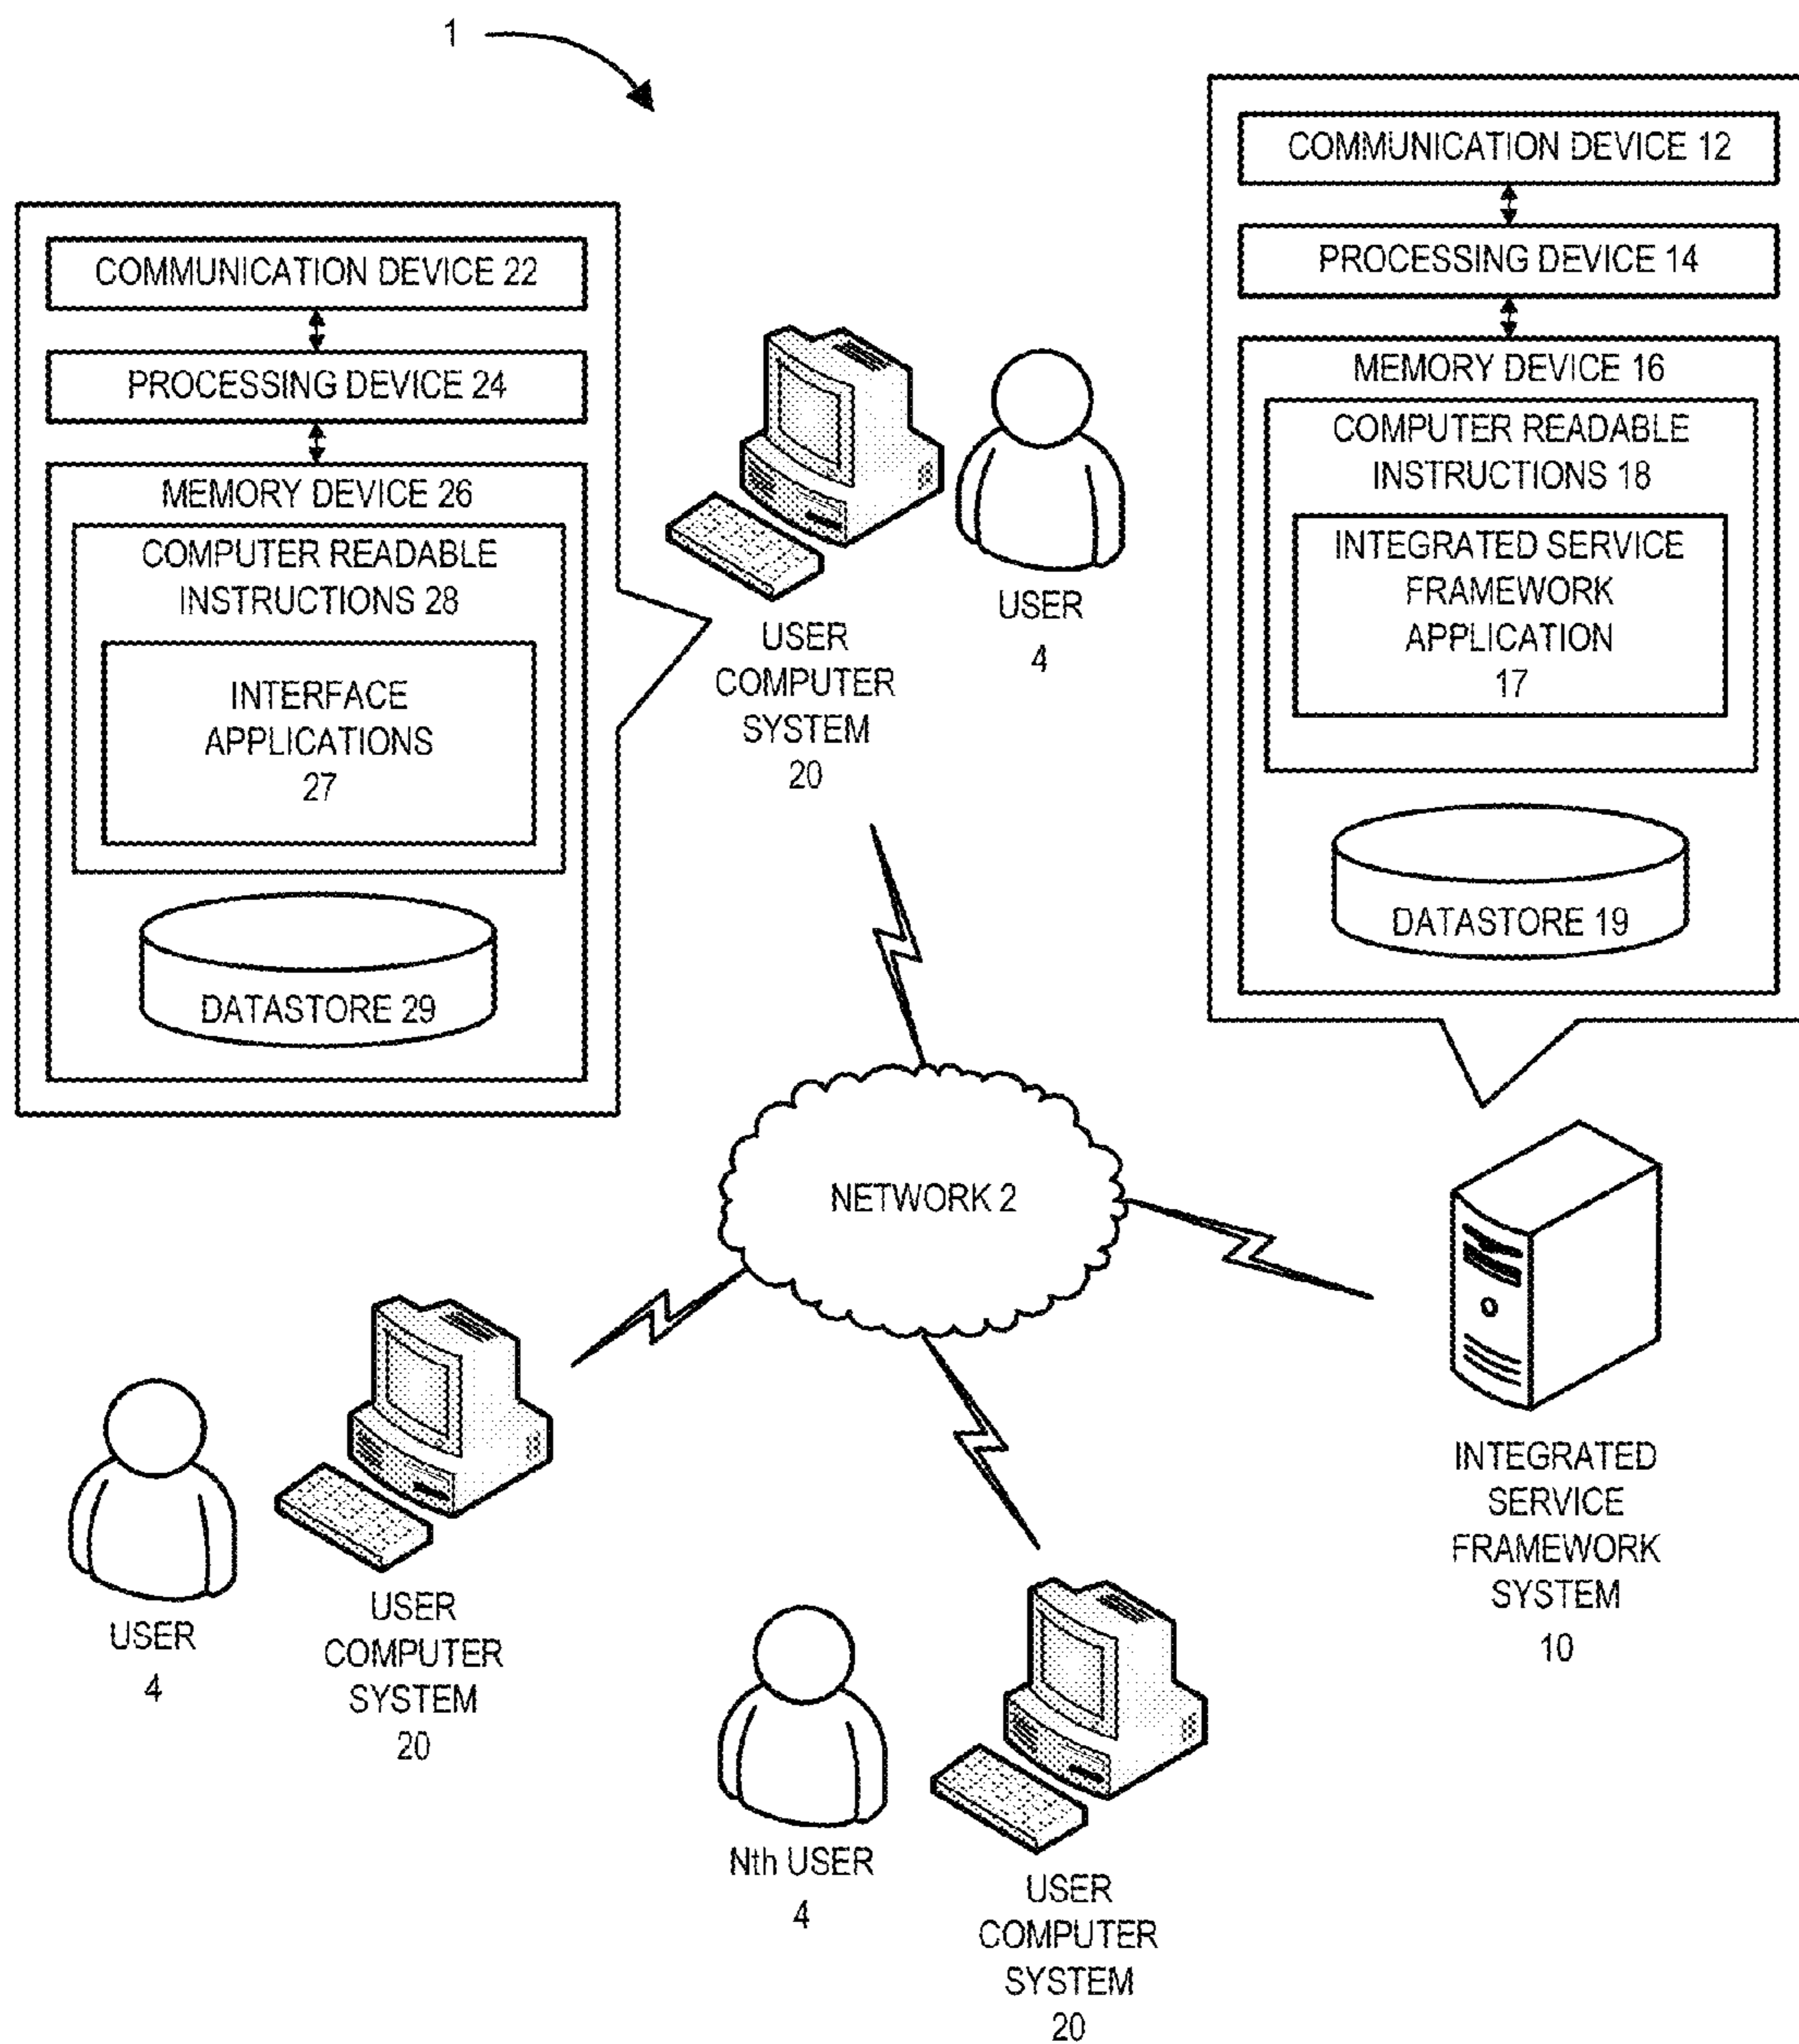 1
COMMUNICATION DEVICE 22
PROCESSING DEVICE 24
MEMORY DEVICE 26
COMPUTER READABLE
INSTRUCTIONS 28
INTERFACE
APPLICATIONS
27
DATASTORE 29
USER
COMPUTER
SYSTEM
20
USER
4
COMMUNICATION DEVICE 12
PROCESSING DEVICE 14
MEMORY DEVICE 16
COMPUTER READABLE
INSTRUCTIONS 18
INTEGRATED SERVICE
FRAMEWORK
APPLICATION
17
DATASTORE 19
NETWORK 2
USER
4
USER
COMPUTER
SYSTEM
20
Nth USER
4
USER
COMPUTER
SYSTEM
20
INTEGRATED
SERVICE
FRAMEWORK
SYSTEM
10